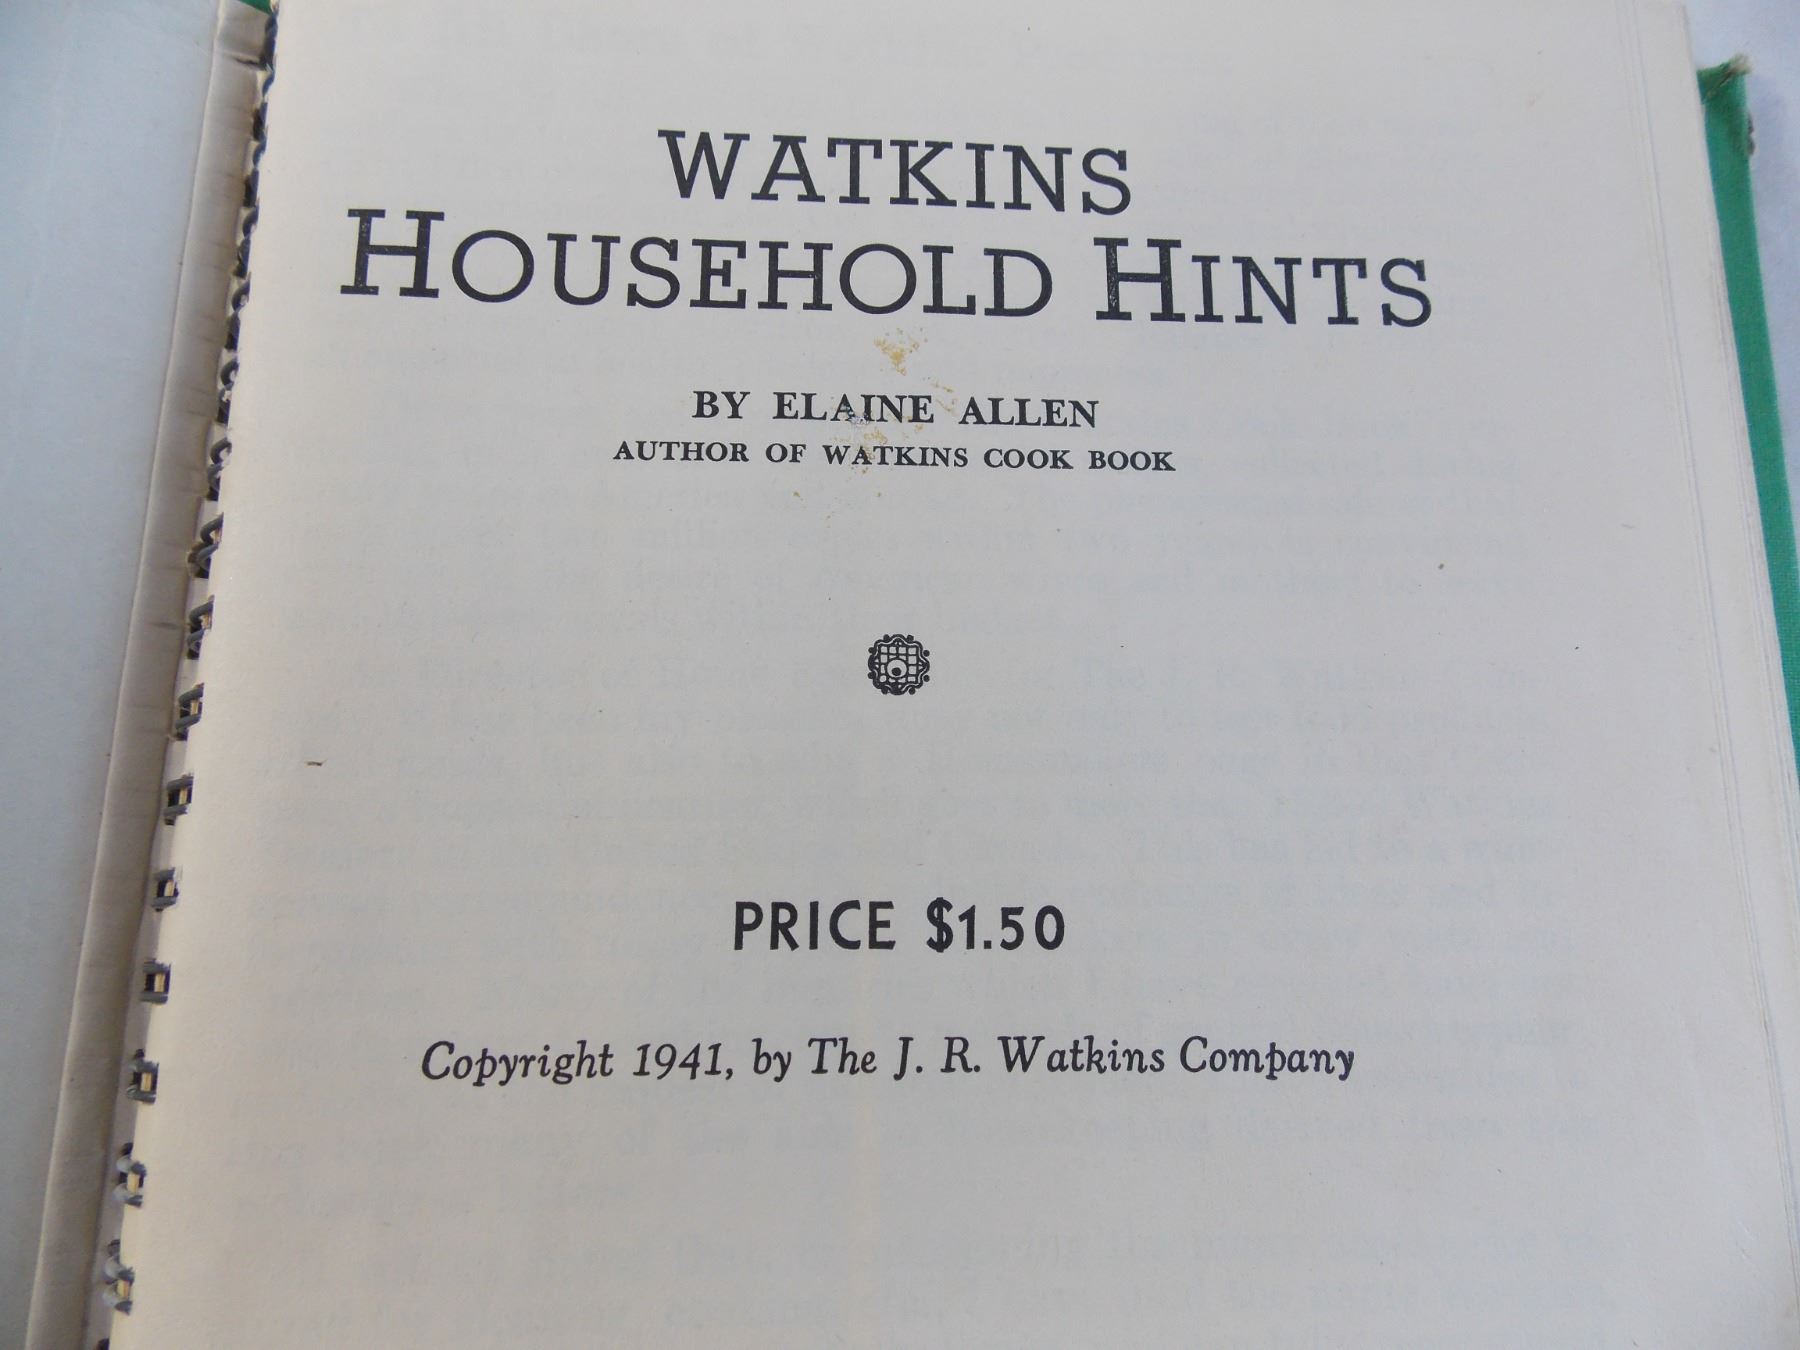 WATKINS
HOUSEHOLD HINTS
BY ELAINE ALLEN
AUTHOR OF WATKINS COOK BOOK
PRICE $1.50
Copyright 1941, by The J. R. Watkins Company